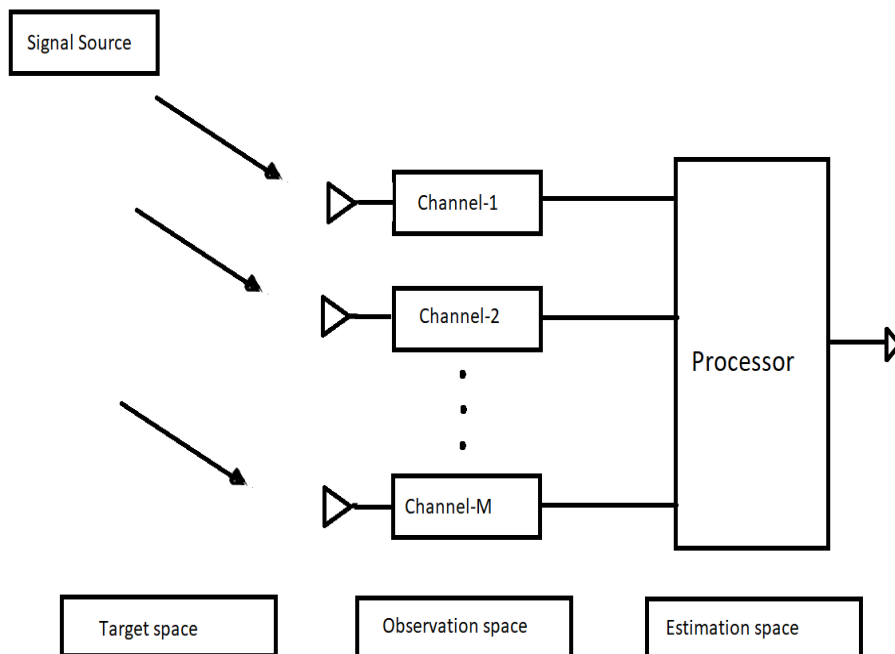 Signal Source
Channel-1
Channel-2
Processor
Channel-M
Target space
Observation space
Estimation space